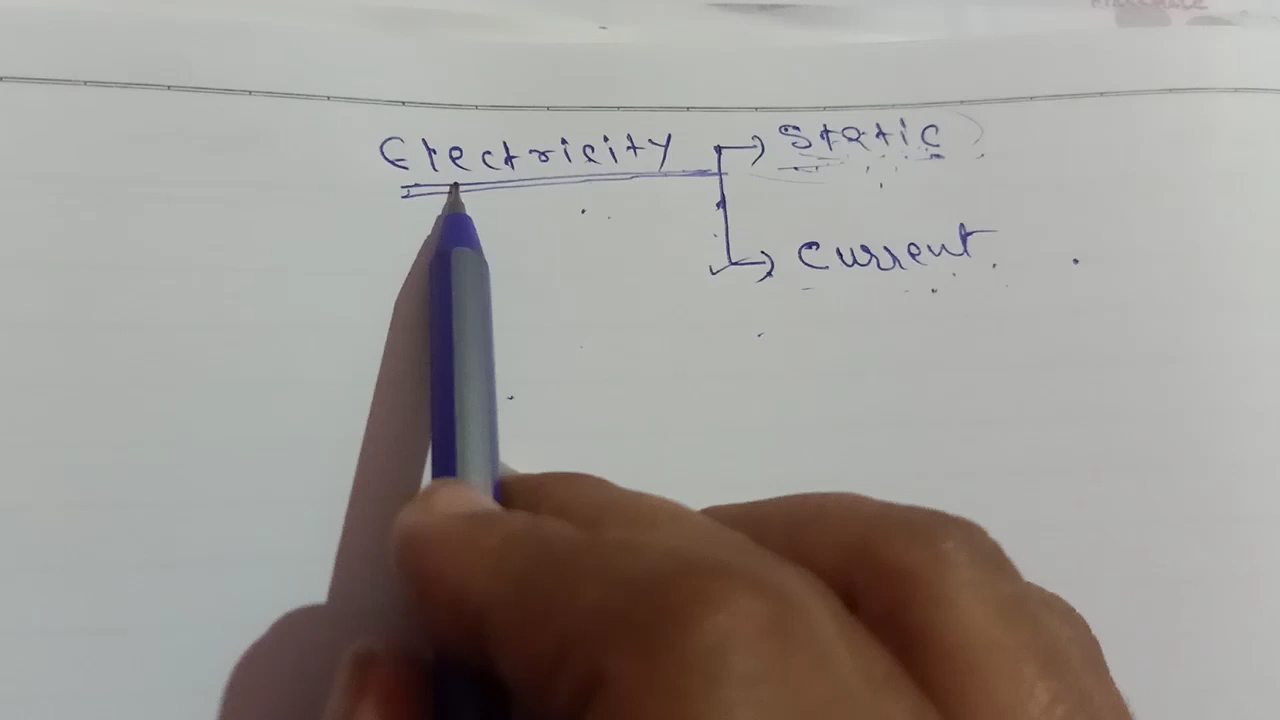 Electricity → Static
→ Current